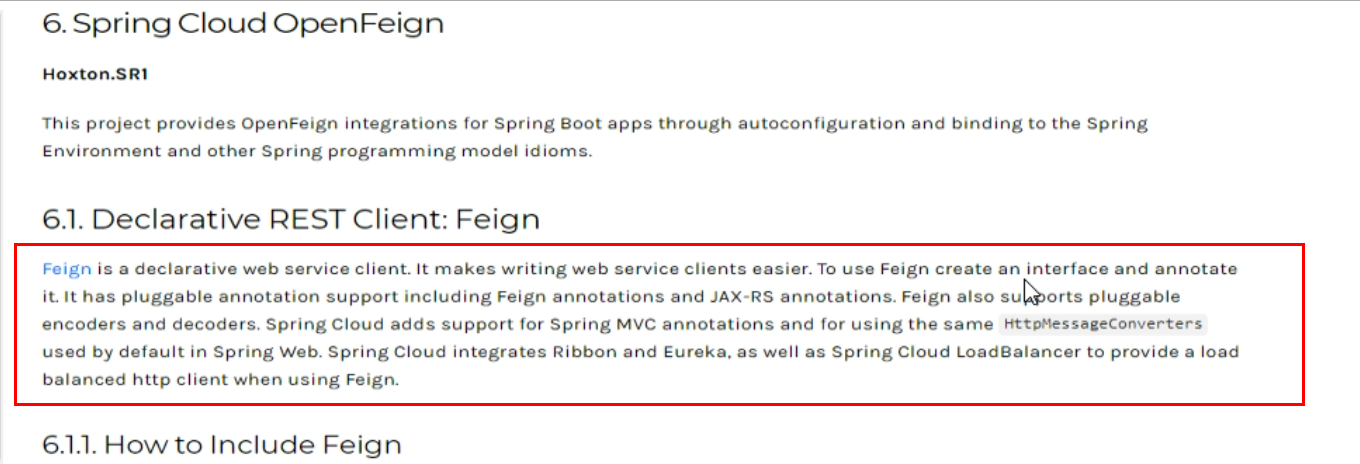 6. Spring Cloud OpenFeign
Hoxton.SR1
This project provides OpenFeign integrations for Spring Boot apps through autoconfiguration and binding to the Spring
Environment and other Spring programming model idioms.
6.1. Declarative REST Client: Feign
Feign is a declarative web service client. It makes writing web service clients easier. To use Feign create an interface and annotate
it. It has pluggable annotation support including Feign annotations and JAX-RS annotations. Feign also supports pluggable
encoders and decoders. Spring Cloud adds support for Spring MVC annotations and for using the same HttpMessageConverters
used by default in Spring Web. Spring Cloud integrates Ribbon and Eureka, as well as Spring Cloud LoadBalancer to provide a load
balanced http client when using Feign.
6.1.1. How to Include Feign